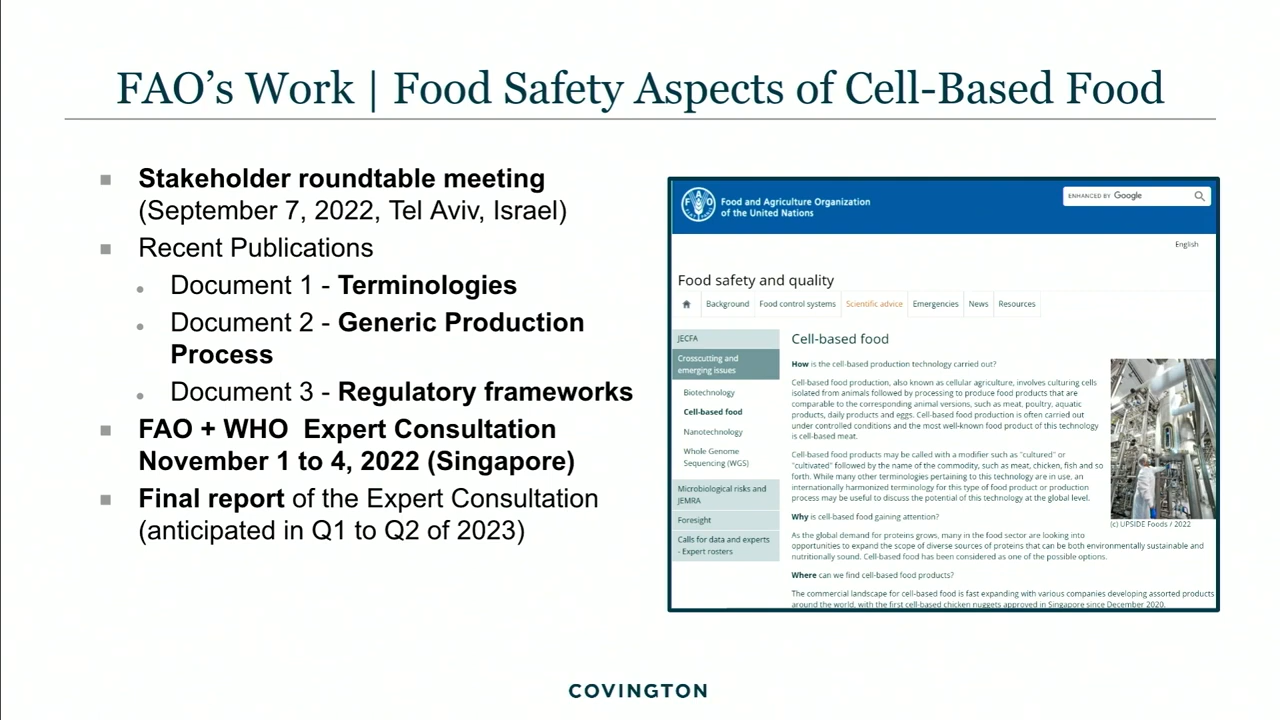 FAO's Work | Food Safety Aspects of Cell-Based Food
Stakeholder roundtable meeting
(September 7, 2022, Tel Aviv, Israel)
Recent Publications
Document 1 - Terminologies
Document 2 - Generic Production
Process
Document 3 - Regulatory frameworks
FAO + WHO Expert Consultation
November 1 to 4, 2022 (Singapore)
Final report of the Expert Consultation
(anticipated in Q1 to Q2 of 2023)
FAO
Food and Agriculture Organization
of the United Nations
ENHANCED BY Google
English
Food safety and quality
Background Food control systems Scientific advice Emergencies News Resources
JECFA
Crosscutting and
emerging issues
Biotechnology
Cell-based food
Nanotechnology
Whole Genome
Sequencing (WGS)
Microbiological risks and
JEMRA
Foresight
Calls for data and experts
- Expert rosters
Cell-based food
How is the cell-based production technology carried out?
Cell-based food production, also known as cellular agriculture, involves culturing cells
isolated from animals followed by processing to produce food products that are
comparable to the corresponding animal versions, such as meat, poultry, aquatic
products, daily products and eggs. Cell-based food production is often carried out
under controlled conditions and the most well-known food product of this technology
is cell-based meat.
Cell-based food products may be called with a modifier such as "cultured" or
"cultivated" followed by the name of the commodity, such as meat, chicken, fish and so
forth. While many other terminologies pertaining to this technology are in use, an
internationally harmonized terminology for this type of food product or production
process may be useful to discuss the potential of this technology at the global level.
(c) UPSIDE Foods / 2022
Why is cell-based food gaining attention?
As the global demand for proteins grows, many in the food sector are looking into
opportunities to expand the scope of diverse sources of proteins that can be both environmentally sustainable and
nutritionally sound. Cell-based food has been considered as one of the possible options.
Where can we find cell-based food products?
The commercial landscape for cell-based food is fast expanding with various companies developing assorted products
around the world, with the first cell-based chicken nuggets approved in Singapore since December 2020.
COVINGTON